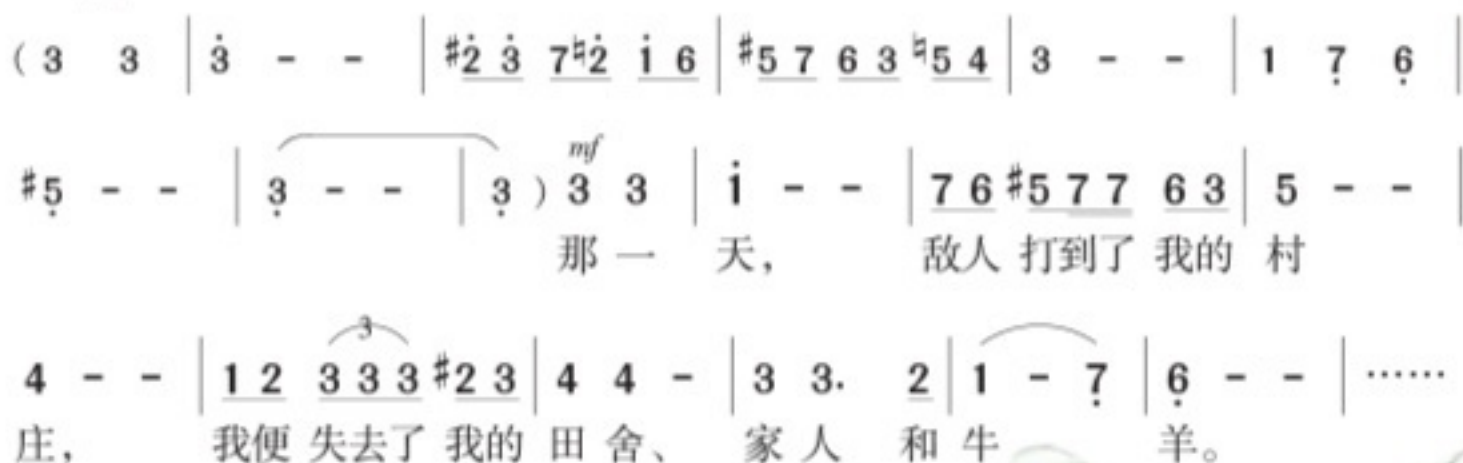 ( 3 3 | 3̇ - - | #2̇ 3̇ 7 ♮2̇ 1̇ 6 | #5 7 6 3 ♮5 4 | 3 - - | 1 7̣ 6̣ |
#5̣ - - | 3̣ - - | 3̣ ) mf 3 3 | 1̇ - - | 7 6 #5 7 7 6 3 | 5 - - |
那一 天， 敌人 打到了 我的 村
4 - - | 1 2 3 3 3 3 #2 3 | 4 4 - | 3 3. 2 | 1 - 7̣ | 6̣ - - | ……
庄， 我便 失去了 我的 田 舍、 家 人 和 牛 羊。